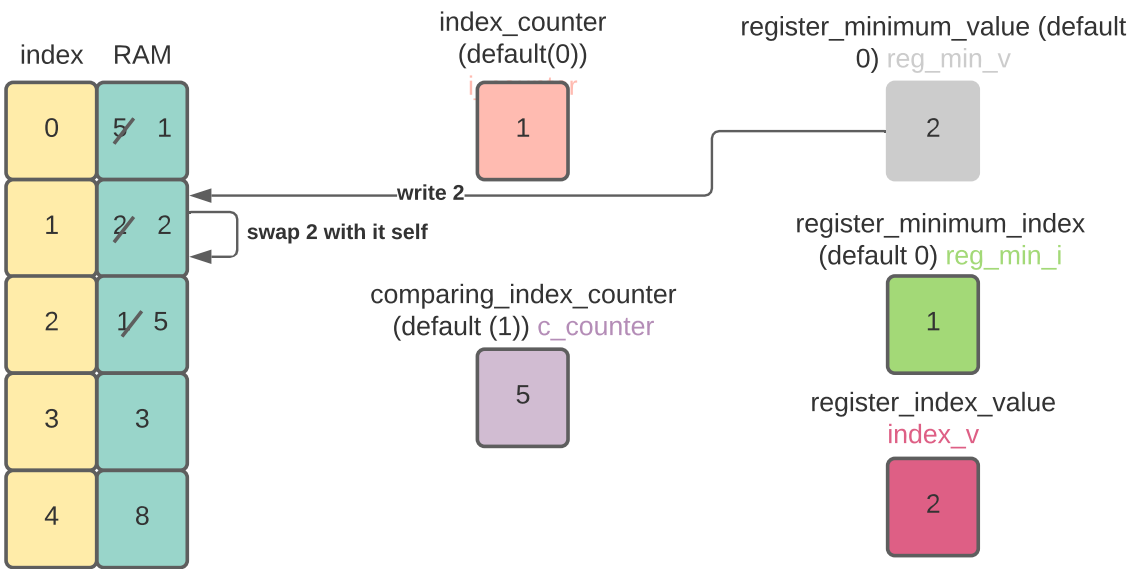 index RAM
0 5 1
1 2 2
2 1 5
3 3
4 8
index_counter
(default(0))
1
write 2
swap 2 with it self
comparing_index_counter
(default (1)) c_counter
5
register_minimum_value (default
0) reg_min_v
2
register_minimum_index
(default 0) reg_min_i
1
register_index_value
index_v
2